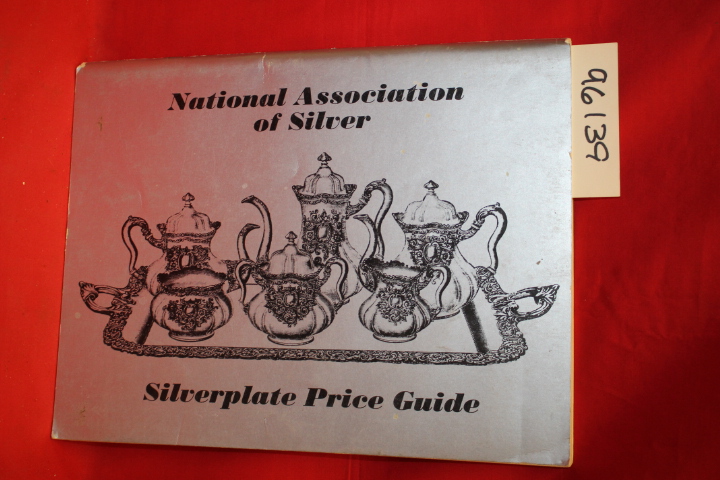 National Association
of Silver
Silverplate Price Guide
96139